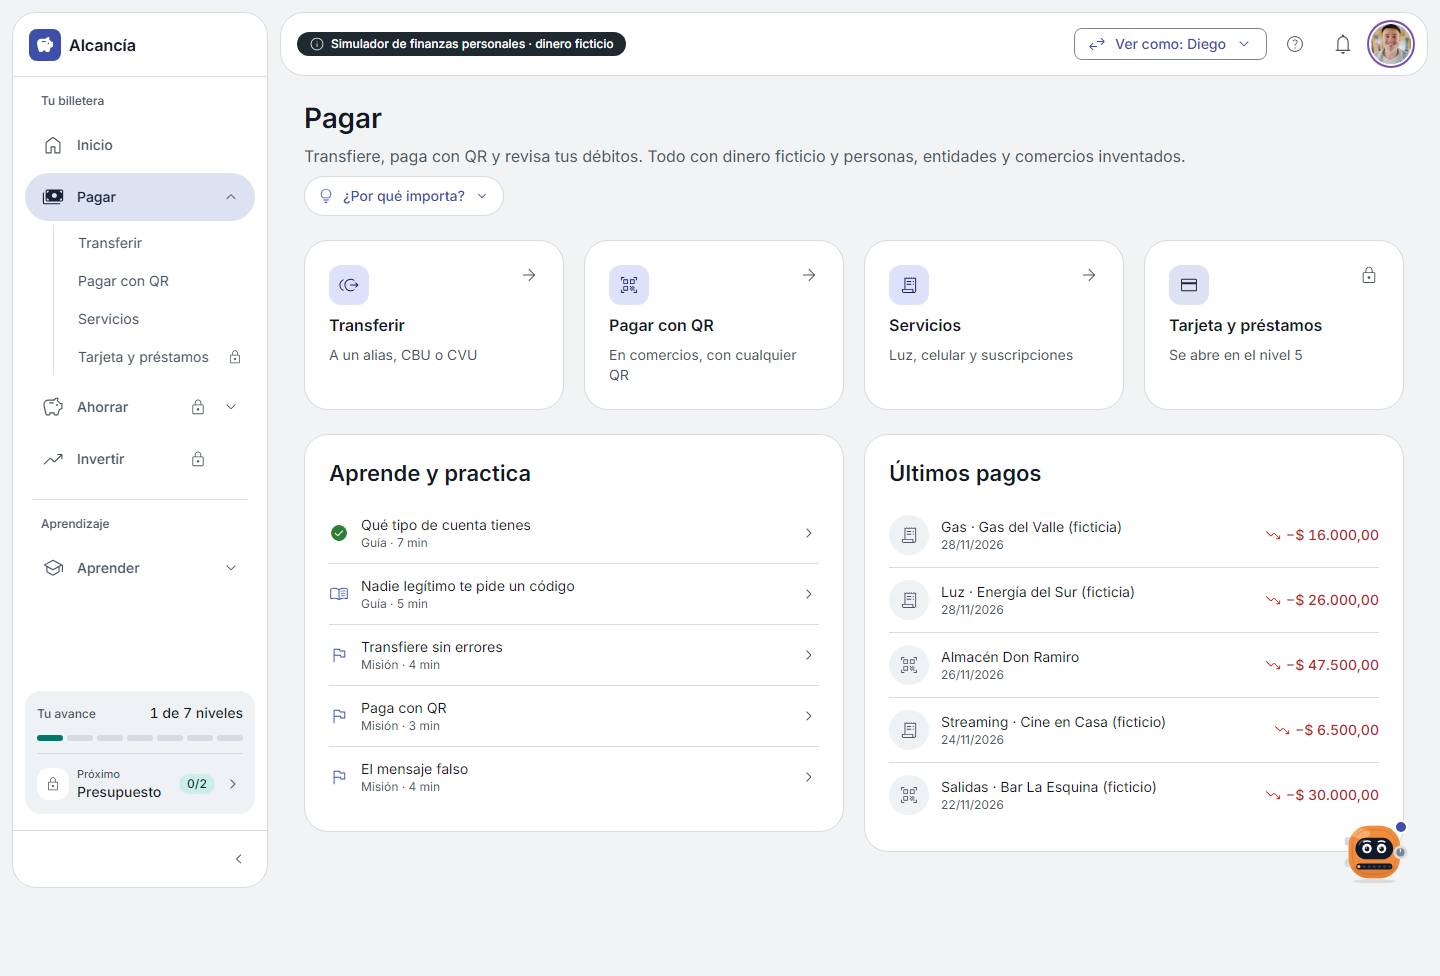 Alcancía
Simulador de finanzas personales · dinero ficticio
Ver como: Diego
Tu billetera
Inicio
Pagar
Transferir
Pagar con QR
Servicios
Tarjeta y préstamos
Ahorrar
Invertir
Aprendizaje
Aprender
Tu avance
1 de 7 niveles
Próximo
Presupuesto
0/2
Pagar
Transfiere, paga con QR y revisa tus débitos. Todo con dinero ficticio y personas, entidades y comercios inventados.
¿Por qué importa?
Transferir
A un alias, CBU o CVU
Pagar con QR
En comercios, con cualquier
QR
Servicios
Luz, celular y suscripciones
Tarjeta y préstamos
Se abre en el nivel 5
Aprende y practica
Qué tipo de cuenta tienes
Guía · 7 min
Nadie legítimo te pide un código
Guía · 5 min
Transfiere sin errores
Misión · 4 min
Paga con QR
Misión · 3 min
El mensaje falso
Misión · 4 min
Últimos pagos
Gas · Gas del Valle (ficticia)
28/11/2026
−$ 16.000,00
Luz · Energía del Sur (ficticia)
28/11/2026
−$ 26.000,00
Almacén Don Ramiro
26/11/2026
−$ 47.500,00
Streaming · Cine en Casa (ficticio)
24/11/2026
−$ 6.500,00
Salidas · Bar La Esquina (ficticio)
22/11/2026
−$ 30.000,00